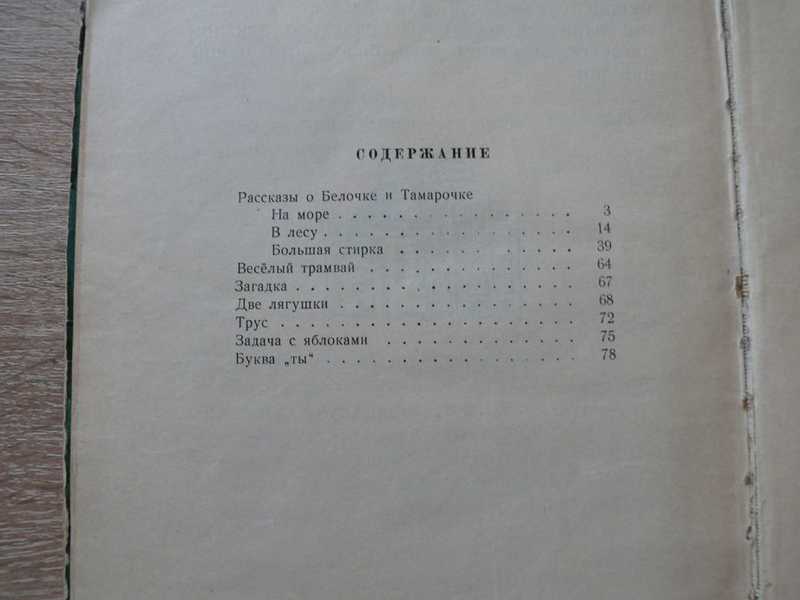 СОДЕРЖАНИЕ
Рассказы о Белочке и Тамарочке
На море . . . . . . . . . . . . . . . . 3
В лесу . . . . . . . . . . . . . . . . . 14
Большая стирка . . . . . . . . . . . . 39
Весёлый трамвай . . . . . . . . . . . . 64
Загадка . . . . . . . . . . . . . . . . . 67
Две лягушки . . . . . . . . . . . . . . 68
Трус . . . . . . . . . . . . . . . . . . 72
Задача с яблоками . . . . . . . . . . . 75
Буква „ты“ . . . . . . . . . . . . . . . 78